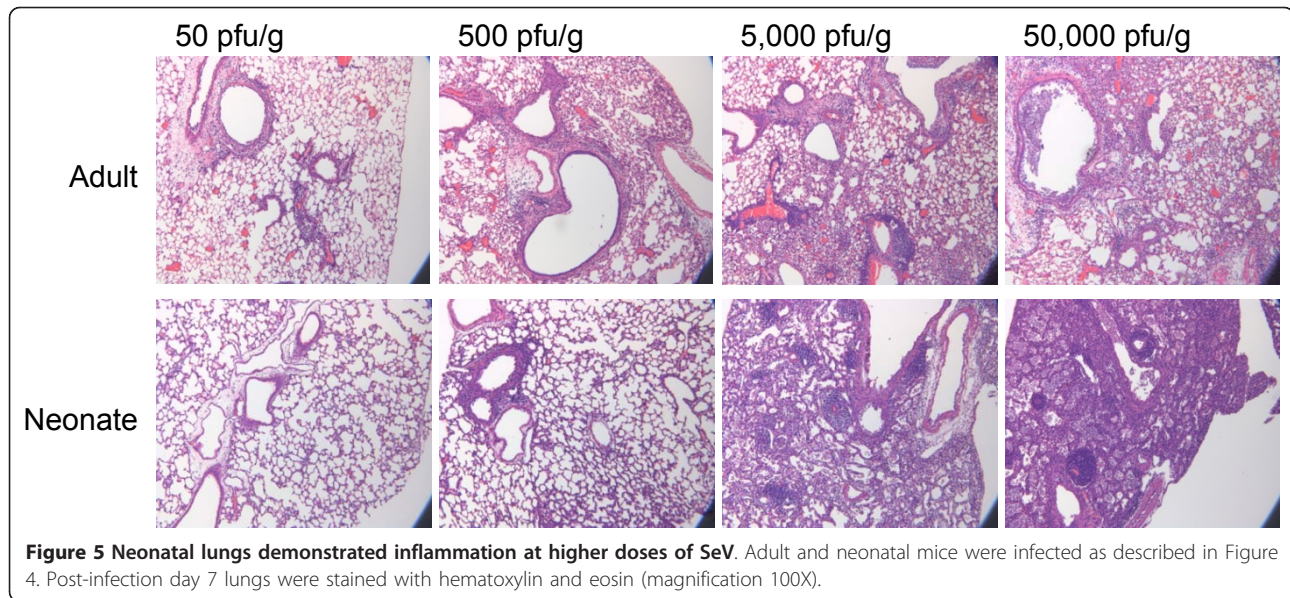 50 pfu/g 500 pfu/g 5,000 pfu/g 50,000 pfu/g
Adult
Neonate
Figure 5 Neonatal lungs demonstrated inflammation at higher doses of SeV. Adult and neonatal mice were infected as described in Figure
4. Post-infection day 7 lungs were stained with hematoxylin and eosin (magnification 100X).